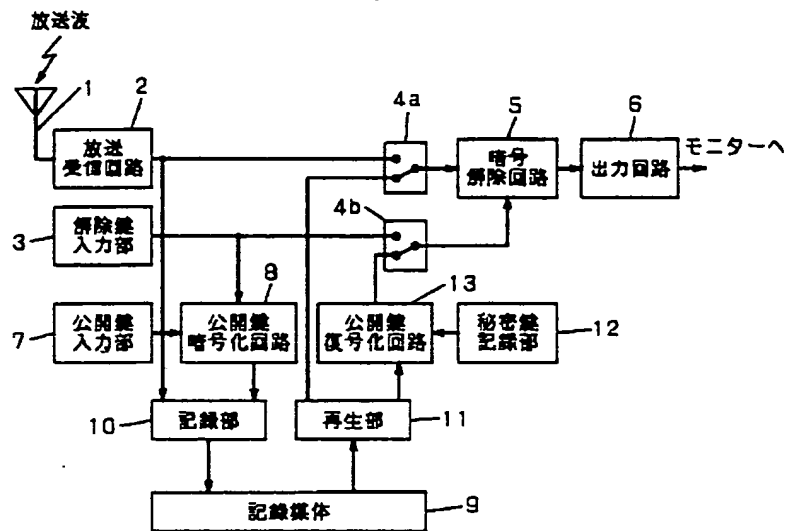 放送波
1
2
放送
受信回路
4a
5
暗号
解除回路
6
出力回路
モニターへ
3
解除鍵
入力部
4b
8
13
7
公開鍵
入力部
公開鍵
暗号化回路
公開鍵
復号化回路
秘密鍵
記録部
12
10
記録部
再生部
11
記録媒体
9